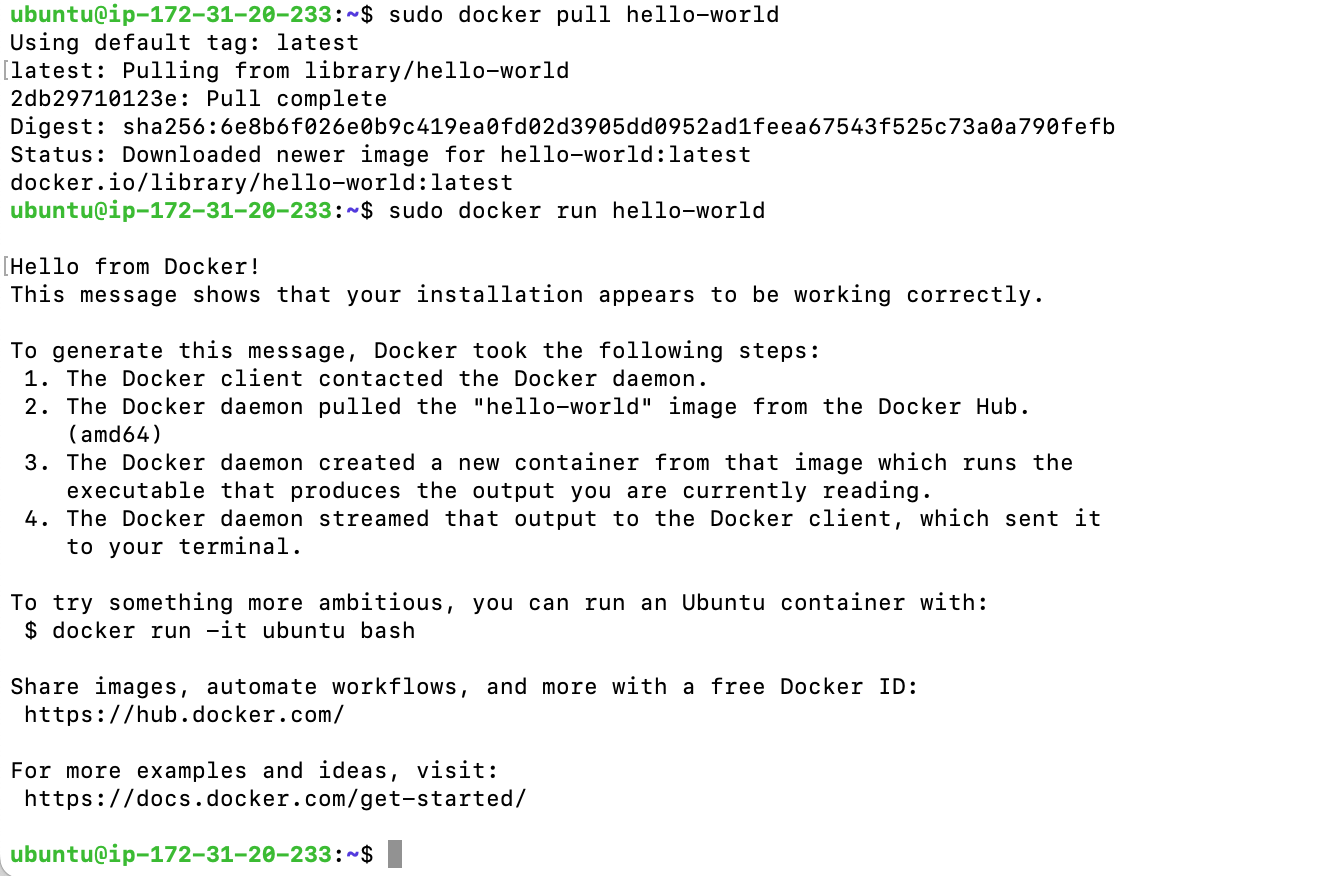 ubuntu@ip-172-31-20-233:~$ sudo docker pull hello-world
Using default tag: latest
[latest: Pulling from library/hello-world
2db29710123e: Pull complete
Digest: sha256:6e8b6f026e0b9c419ea0fd02d3905dd0952ad1feea67543f525c73a0a790fefb
Status: Downloaded newer image for hello-world:latest
docker.io/library/hello-world:latest
ubuntu@ip-172-31-20-233:~$ sudo docker run hello-world
[Hello from Docker!
This message shows that your installation appears to be working correctly.
To generate this message, Docker took the following steps:
 1. The Docker client contacted the Docker daemon.
 2. The Docker daemon pulled the "hello-world" image from the Docker Hub.
    (amd64)
 3. The Docker daemon created a new container from that image which runs the
    executable that produces the output you are currently reading.
 4. The Docker daemon streamed that output to the Docker client, which sent it
    to your terminal.
To try something more ambitious, you can run an Ubuntu container with:
 $ docker run -it ubuntu bash
Share images, automate workflows, and more with a free Docker ID:
 https://hub.docker.com/
For more examples and ideas, visit:
 https://docs.docker.com/get-started/
ubuntu@ip-172-31-20-233:~$